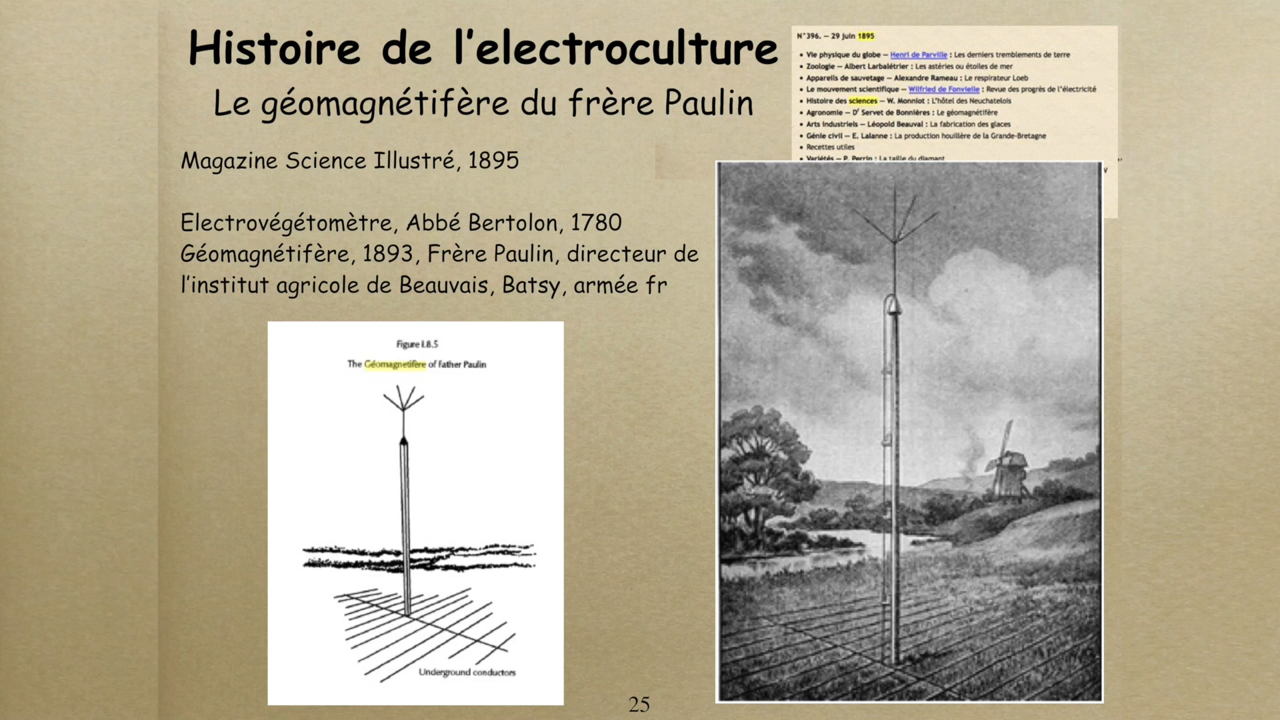 Histoire de l'electroculture
Le géomagnétifère du frère Paulin
Magazine Science Illustré, 1895
Electrovégétomètre, Abbé Bertolon, 1780
Géomagnétifère, 1893, Frère Paulin, directeur de
l'institut agricole de Beauvais, Batsy, armée fr
N°396. — 29 juin 1895
• Vie physique du globe — Henri de Parville : Les derniers tremblements de terre
• Zoologie — Albert Larbalétrier : Les astéries ou étoiles de mer
• Appareils de sauvetage — Alexandre Rameau : Le respirateur Loeb
• Le mouvement scientifique — Wilfried de Fonvielle : Revue des progrès de l'électricité
• Histoire des sciences — W. Monniot : L'hôtel des Neuchatelois
• Agronomie — Dr Servet de Bonnières : Le géomagnétifère
• Arts industriels — Léopold Beauval : La fabrication des glaces
• Génie civil — E. Lalanne : La production houillère de la Grande-Bretagne
• Recettes utiles
• Variétés — P. Perrin : La taille du diamant
Figure I.8.5
The Géomagnetifère of father Paulin
Underground conductors
25